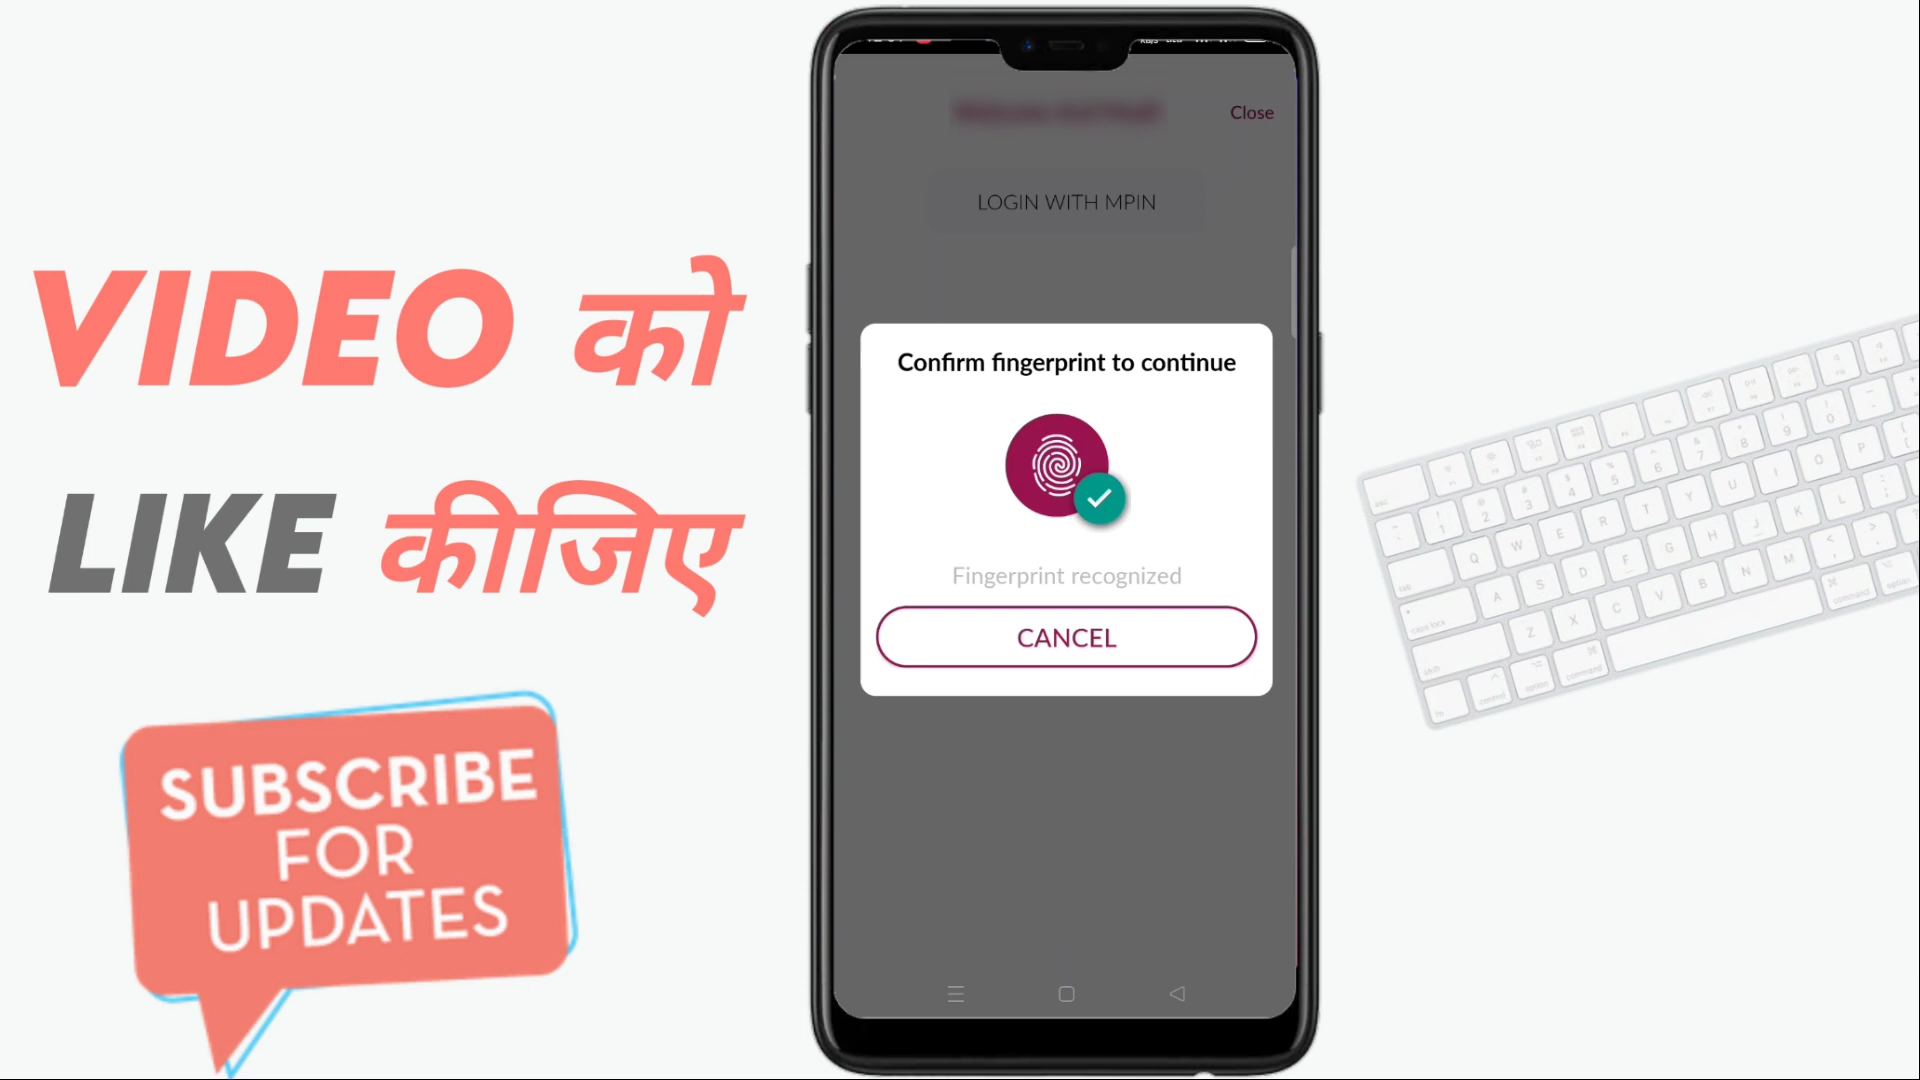 VIDEO को
LIKE कीजिए
SUBSCRIBE
FOR
UPDATES
Close
LOGIN WITH MPIN
Confirm fingerprint to continue
Fingerprint recognized
CANCEL